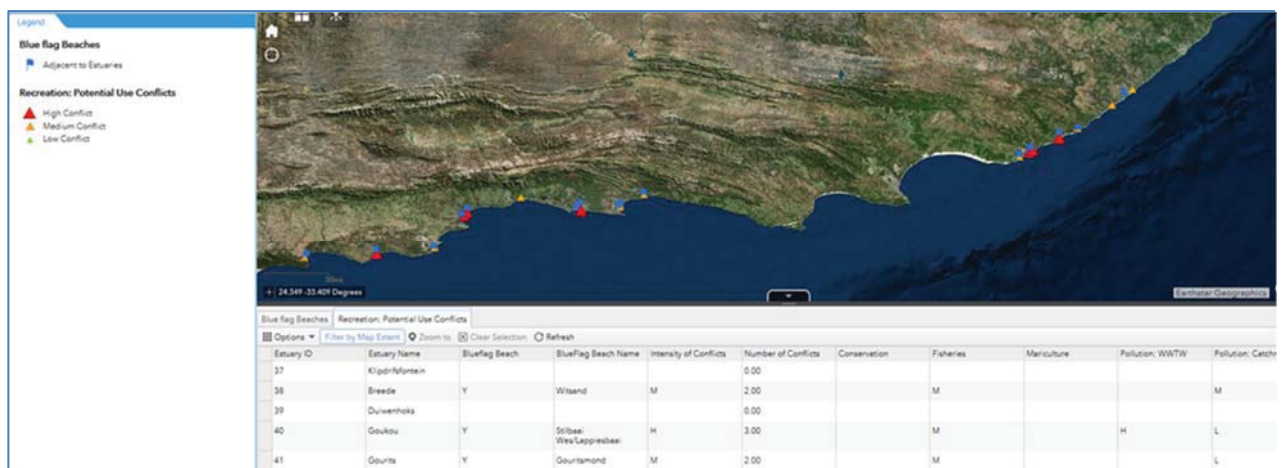 Legend
Blue flag Beaches
Adjacent to Estuaries
Recreation: Potential Use Conflicts
High Conflict
Medium Conflict
Low Conflict
24.349 -33.409 Degrees
Earthstar Geographics
Blue flag Beaches Recreation: Potential Use Conflicts
Options Filter by Map Extent Zoom to Clear Selection Refresh
Estuary ID Estuary Name Blueflag Beach BlueFlag Beach Name Intensity of Conflicts Number of Conflicts Conservation Fisheries Mariculture Pollution: WWTW Pollution: Catchm
37 Klipdrifsfontein 0.00
38 Breede Y Witsand M 2.00 M M
39 Duiwenhoks 0.00
40 Goukou Y Stilbaai H 3.00 M H L
Wes/Lappiesbaai
41 Gourits Y Gouritsmond M 2.00 M L